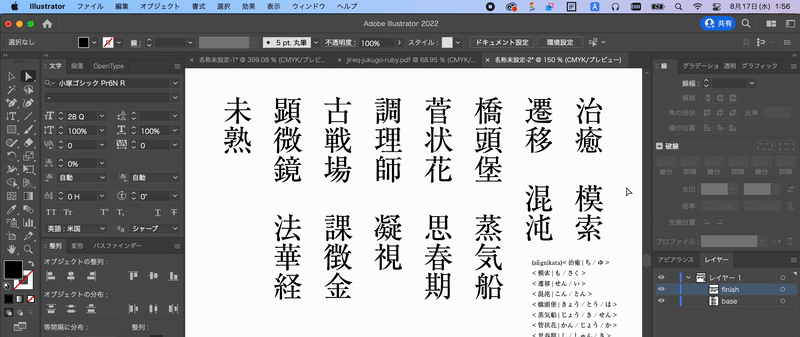 Illustrator ファイル 編集 オブジェクト 書式 選択 効果 表示 ウィンドウ ヘルプ
A
8月17日(水) 1:56
Adobe Illustrator 2022
共有
選択なし 線： 5 pt. 丸筆 不透明度： 100% スタイル： ドキュメント設定 環境設定
文字 段落 OpenType
小塚ゴシック Pr6N R
-
28 Q
100% 100%
0 0
0%
自動 自動
0 H 0°
英語：米国 シャープ
整列 変形 パスファインダー
オブジェクトの整列：
オブジェクトの分布：
等間隔に分布： 整列：
名称未設定-1* @ 399.08 % (CMYK/プレビ…
jlreq-jukugo-ruby.pdf @ 68.95 % (CMYK/プ…
名称未設定-2* @ 150 % (CMYK/プレビュー)
治癒 模索
遷移 混沌
橋頭堡 蒸気船
菅状花 思春期
調理師 凝視
古戦場 課徴金
顕微鏡 法華経
未熟
(align|kata)< 治癒 | ち / ゆ >
< 模索 | も / さく >
< 遷移 | せん / い >
< 混沌 | こん / とん >
< 橋頭堡 | きょう / とう / ほ >
< 蒸気船 | じょう / き / せん >
< 菅状花 | かん / じょう / か >
< 思春期 | し / しゅん / き >
線 グラデーショ 透明 グラフィック
線幅：
線端：
角の形状： 比率：
線の位置：
破線
線分 間隔 線分 間隔 線分 間隔
矢印：
倍率： 100% 100%
先端位置：
プロファイル：
アピアランス レイヤー
レイヤー 1
finish
base